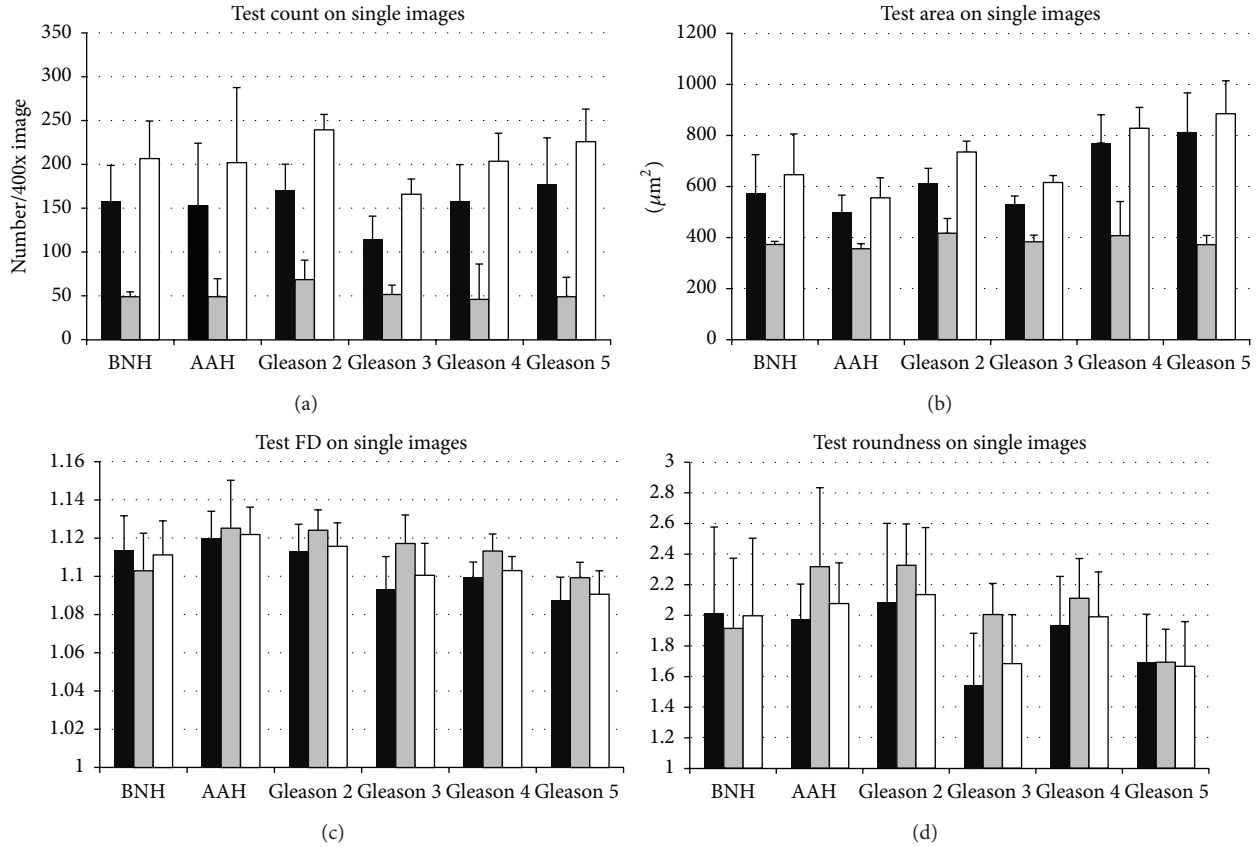 Test count on single images
Number/400x image
350
300
250
200
150
100
50
0
BNH AAH Gleason 2 Gleason 3 Gleason 4 Gleason 5
(a)
Test area on single images
(μm²)
1200
1000
800
600
400
200
0
BNH AAH Gleason 2 Gleason 3 Gleason 4 Gleason 5
(b)
Test FD on single images
1.16
1.14
1.12
1.1
1.08
1.06
1.04
1.02
1
BNH AAH Gleason 2 Gleason 3 Gleason 4 Gleason 5
(c)
Test roundness on single images
3
2.8
2.6
2.4
2.2
2
1.8
1.6
1.4
1.2
1
BNH AAH Gleason 2 Gleason 3 Gleason 4 Gleason 5
(d)